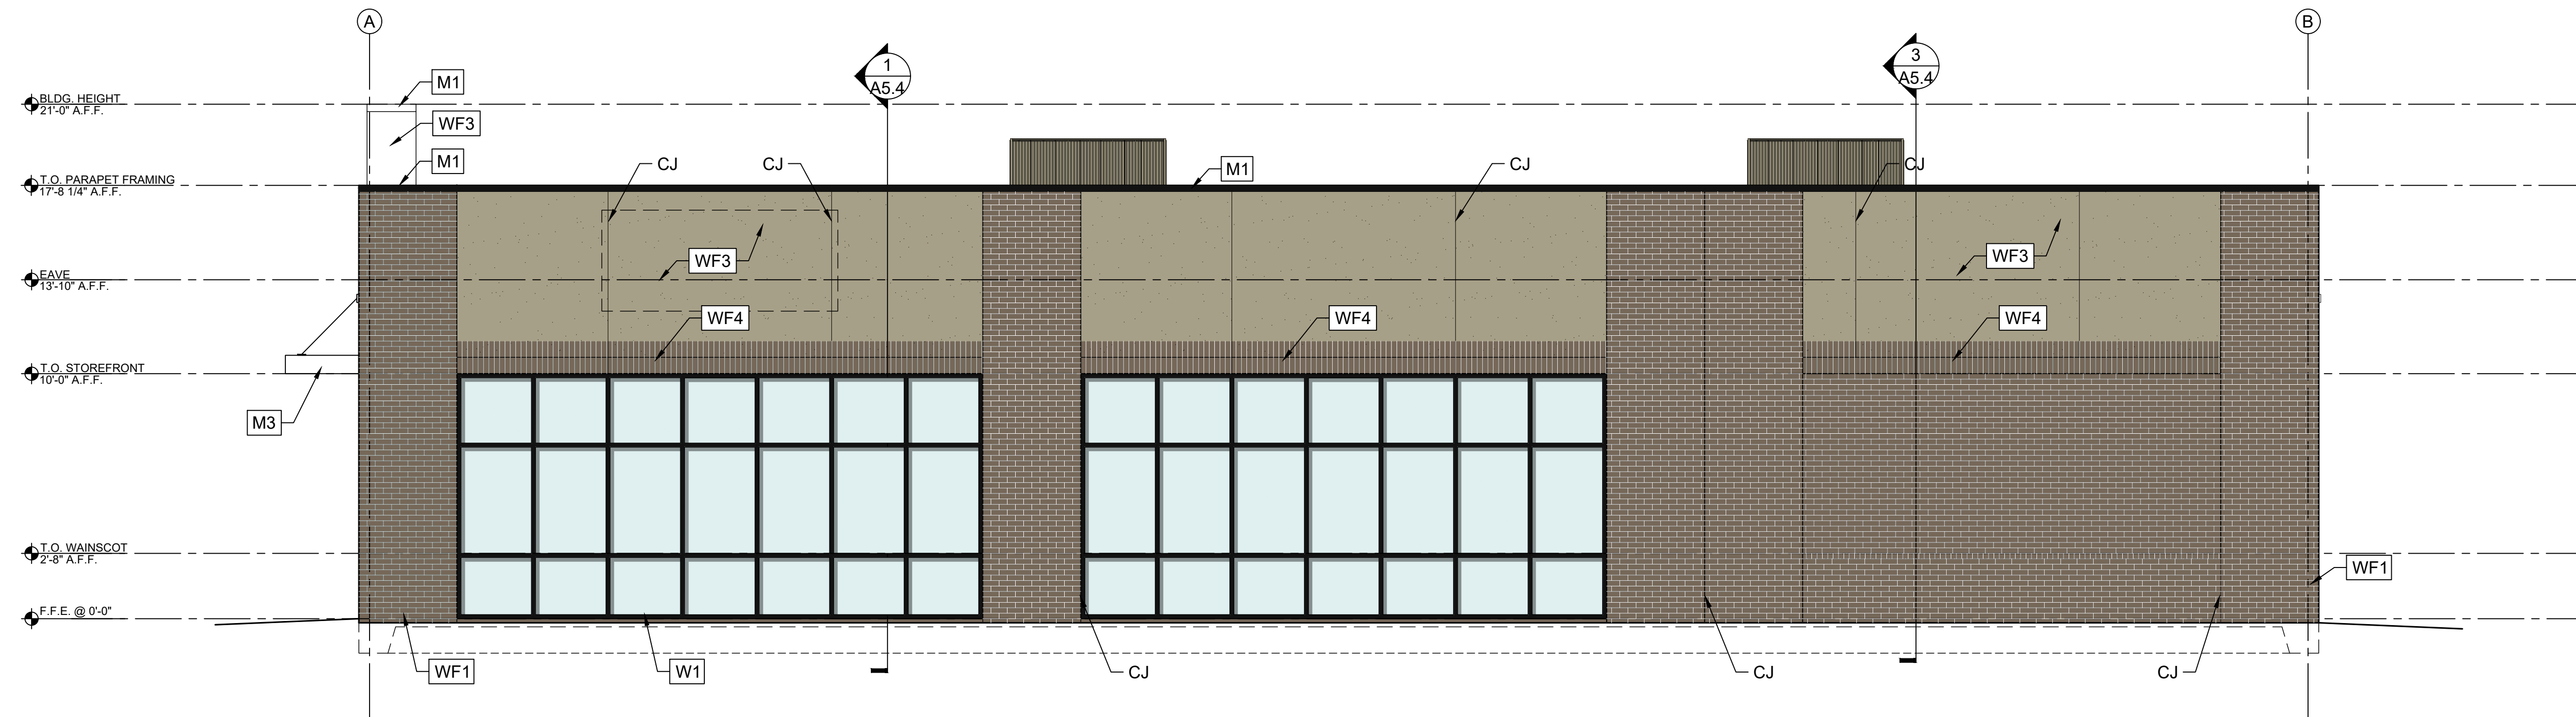 A
B
1
A5.4
3
A5.4
M1
BLDG. HEIGHT
21'-0" A.F.F.
WF3
M1
CJ
CJ
M1
CJ
CJ
T.O. PARAPET FRAMING
17'-8 1/4" A.F.F.
WF3
WF3
EAVE
13'-10" A.F.F.
WF4
WF4
WF4
T.O. STOREFRONT
10'-0" A.F.F.
M3
T.O. WAINSCOT
2'-8" A.F.F.
WF1
F.F.E. @ 0'-0"
WF1
W1
CJ
CJ
CJ